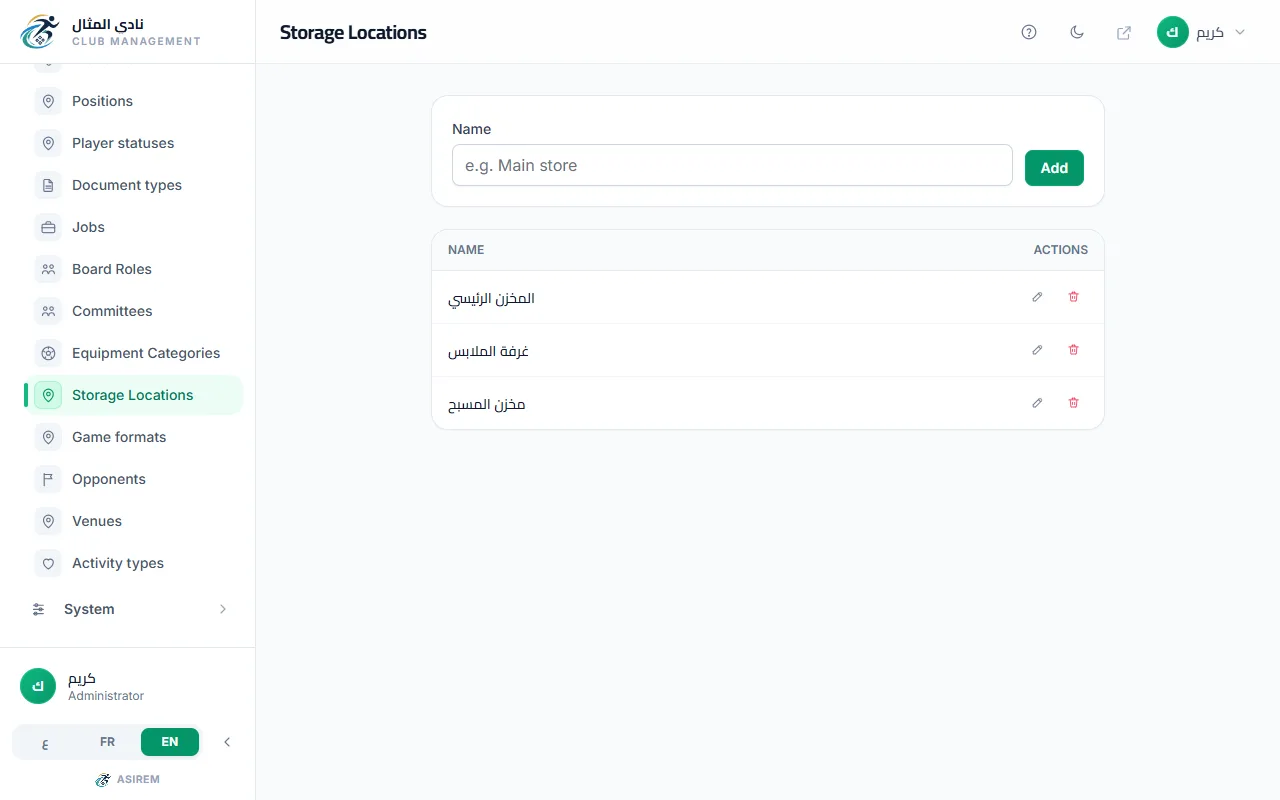 نادي المثال
CLUB MANAGEMENT
Storage Locations
ك
كريم
Positions
Player statuses
Document types
Jobs
Board Roles
Committees
Equipment Categories
Storage Locations
Game formats
Opponents
Venues
Activity types
System
Name
e.g. Main store
Add
NAME
ACTIONS
المخزن الرئيسي
غرفة الملابس
مخزن المسبح
ك
كريم
Administrator
ع
FR
EN
ASIREM